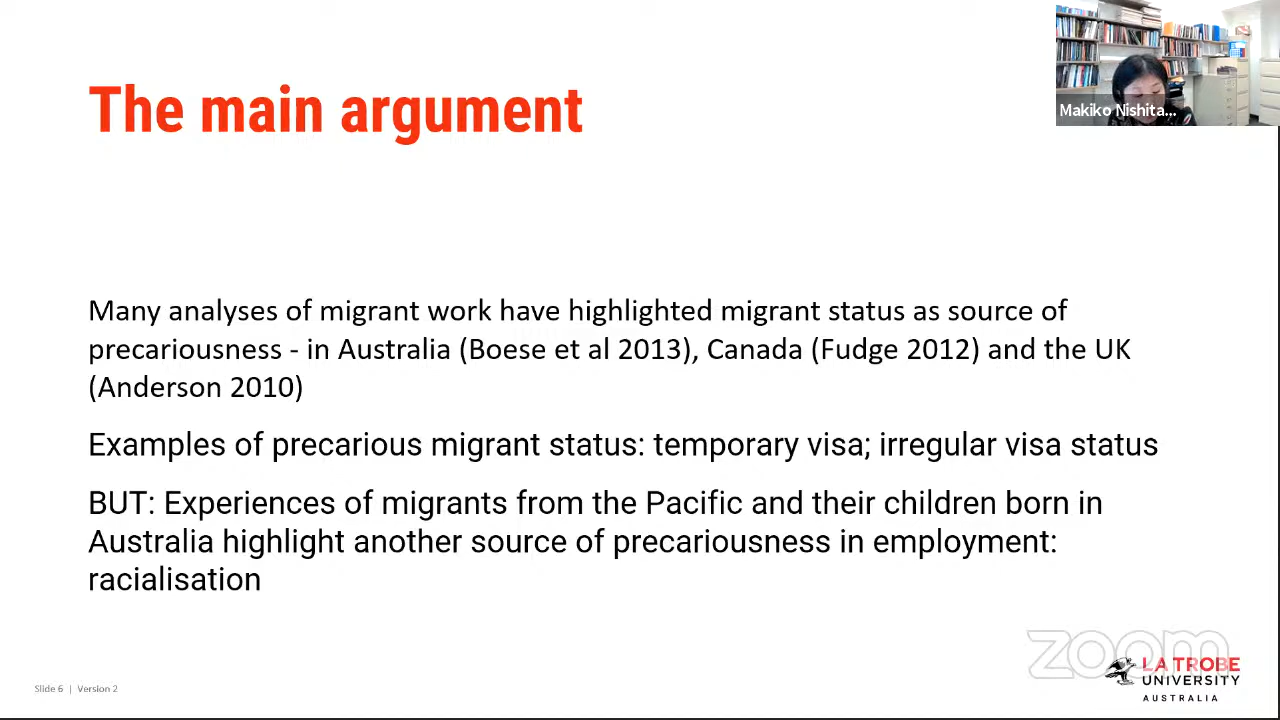 The main argument
Makiko Nishita...
Many analyses of migrant work have highlighted migrant status as source of
precariousness - in Australia (Boese et al 2013), Canada (Fudge 2012) and the UK
(Anderson 2010)
Examples of precarious migrant status: temporary visa; irregular visa status
BUT: Experiences of migrants from the Pacific and their children born in
Australia highlight another source of precariousness in employment:
racialisation
zoom
LA TROBE
UNIVERSITY
AUSTRALIA
Slide 6 | Version 2